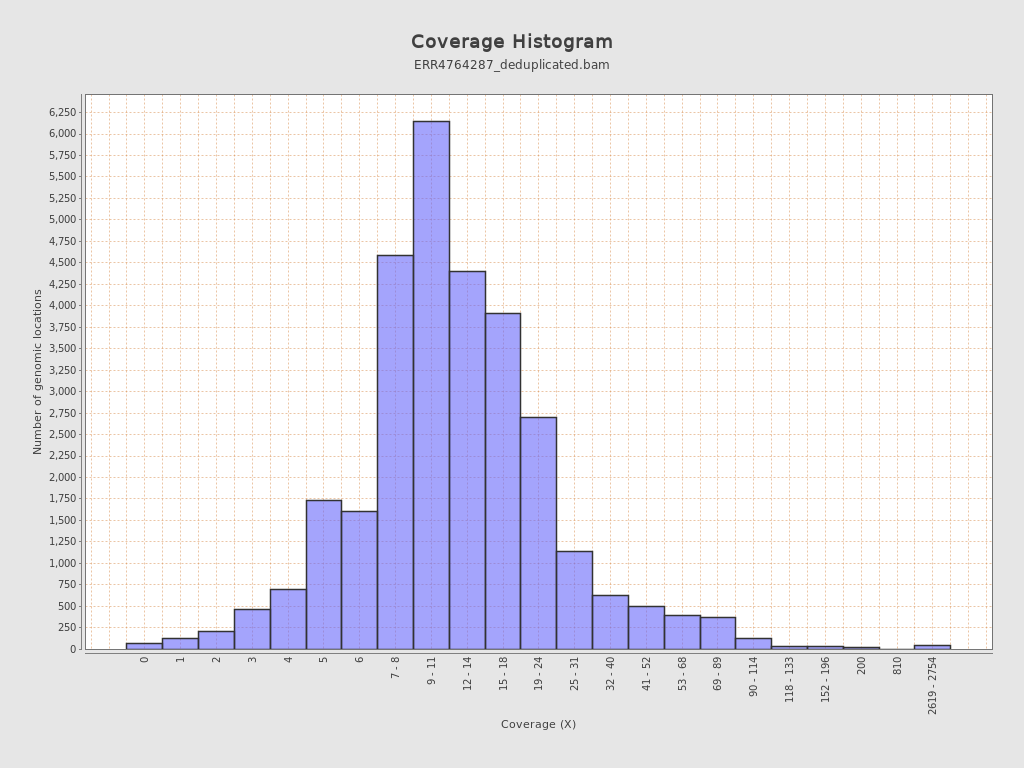 Coverage Histogram
ERR4764287_deduplicated.bam
Number of genomic locations
6,250
6,000
5,750
5,500
5,250
5,000
4,750
4,500
4,250
4,000
3,750
3,500
3,250
3,000
2,750
2,500
2,250
2,000
1,750
1,500
1,250
1,000
750
500
250
0
0
1
2
3
4
5
6
7 - 8
9 - 11
12 - 14
15 - 18
19 - 24
25 - 31
32 - 40
41 - 52
53 - 68
69 - 89
90 - 114
118 - 133
152 - 196
200
810
2619 - 2754
Coverage (X)